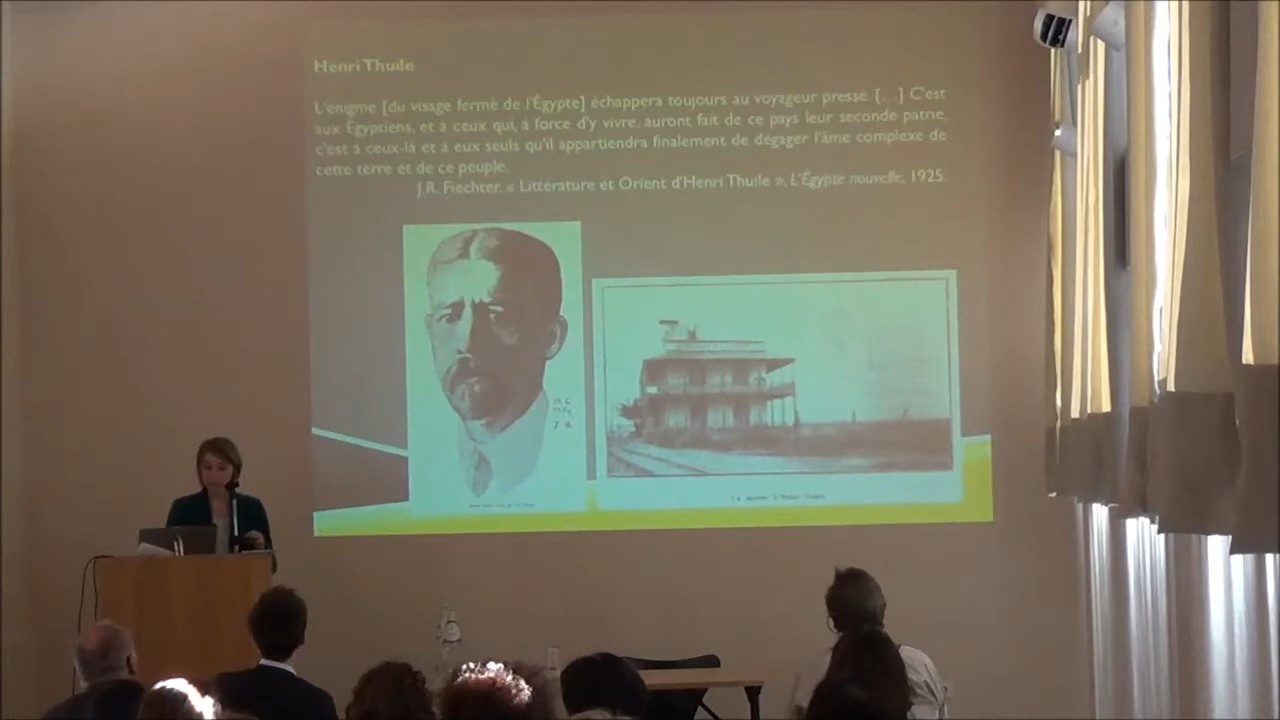 Henri Thuile
L'énigme [du visage fermé de l'Égypte] échappera toujours au voyageur pressé. […] C'est
aux Égyptiens, et à ceux qui, à force d'y vivre, auront fait de ce pays leur seconde patrie,
c'est à ceux-là et à eux seuls qu'il appartiendra finalement de dégager l'âme complexe de
cette terre et de ce peuple.
J.R. Fiechter, « Littérature et Orient d'Henri Thuile », L'Égypte nouvelle, 1925.